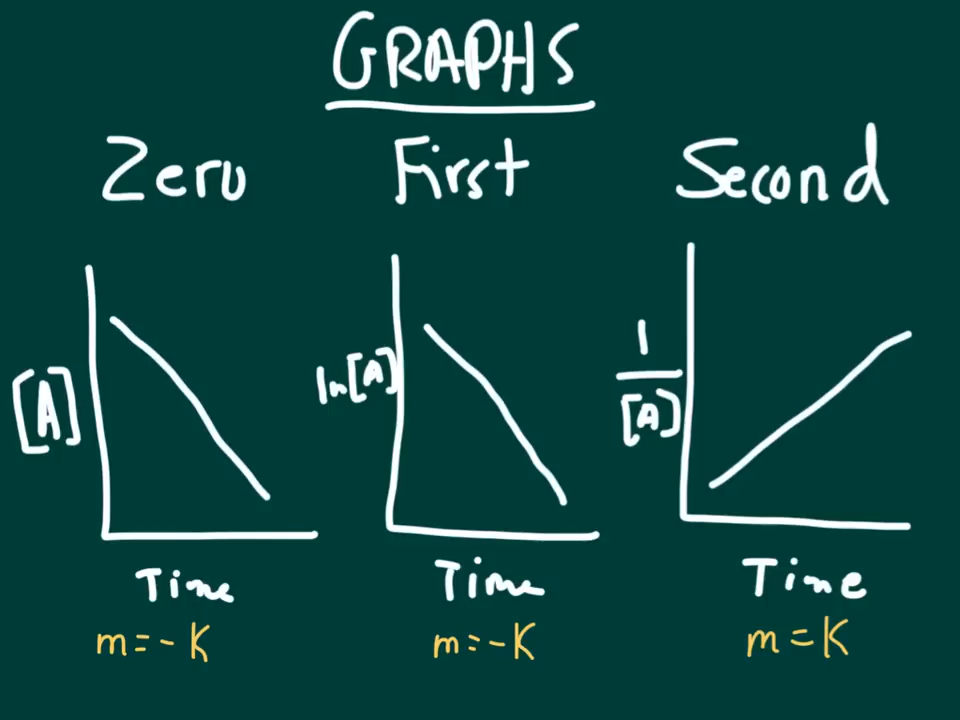 GRAPHS
Zero First Second
[A]
ln[A]
1
[A]
Time Time Time
m=-K m=-K m=K